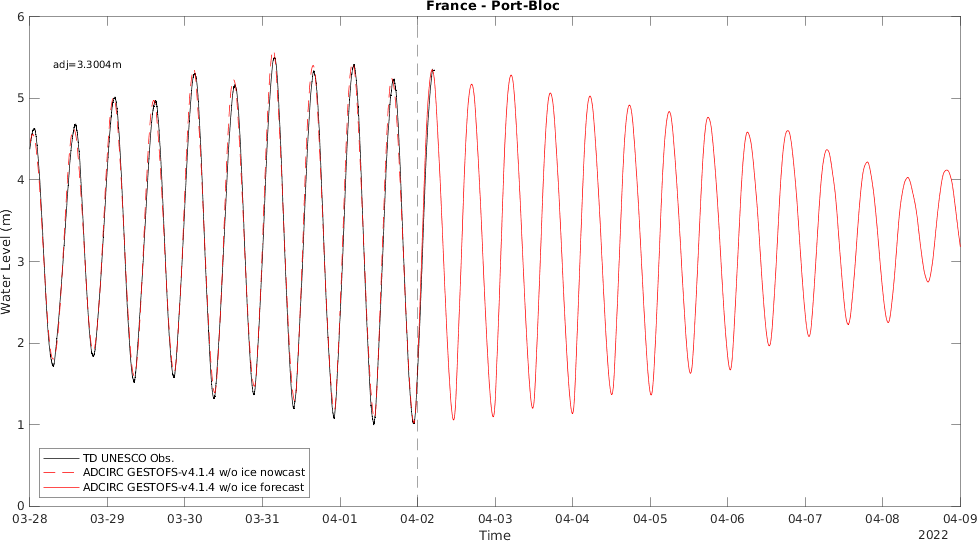 France - Port-Bloc
adj=3.3004m
Water Level (m)
6
5
4
3
2
1
0
TD UNESCO Obs.
ADCIRC GESTOFS-v4.1.4 w/o ice nowcast
ADCIRC GESTOFS-v4.1.4 w/o ice forecast
03-28 03-29 03-30 03-31 04-01 04-02 04-03 04-04 04-05 04-06 04-07 04-08 04-09
Time
2022